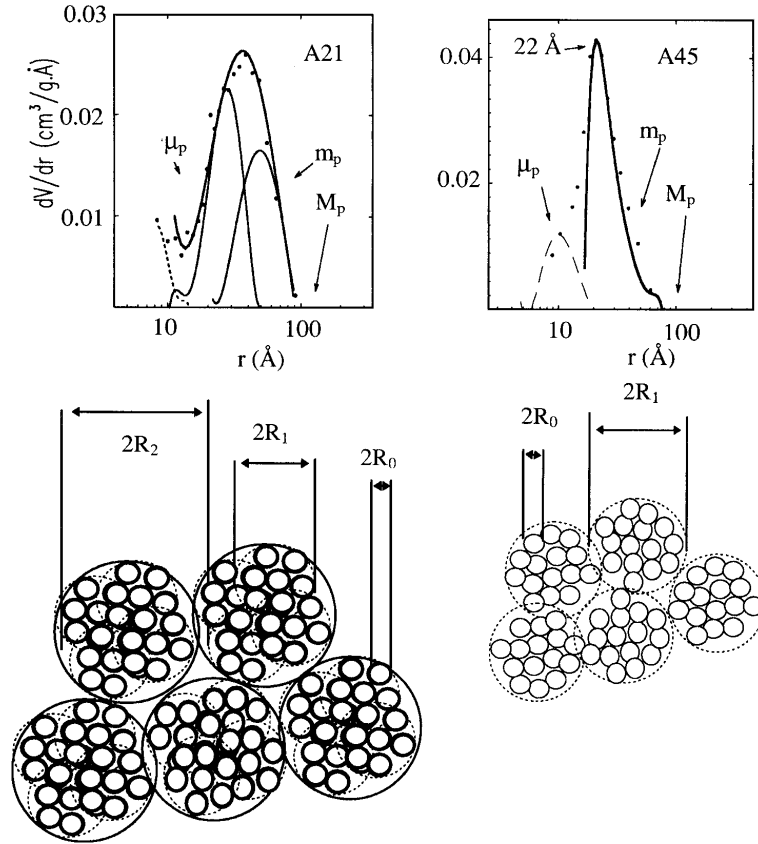 0.03
0.02
0.01
dV/dr (cm³/g.Å)
A21
μp
mp
Mp
10
100
r (Å)
0.04
0.02
22 Å
A45
μp
mp
Mp
10
100
r (Å)
2R2
2R1
2R0
2R1
2R0